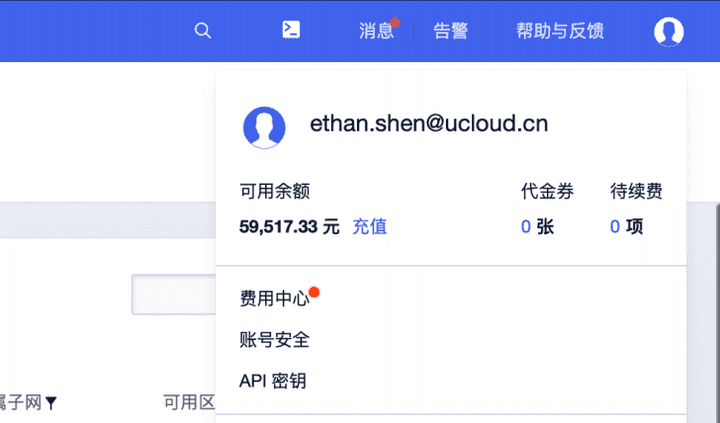 消息 告警 帮助与反馈
ethan.shen@ucloud.cn
可用余额 代金券 待续费
59,517.33 元 充值 0 张 0 项
费用中心
账号安全
API 密钥
属子网 可用区